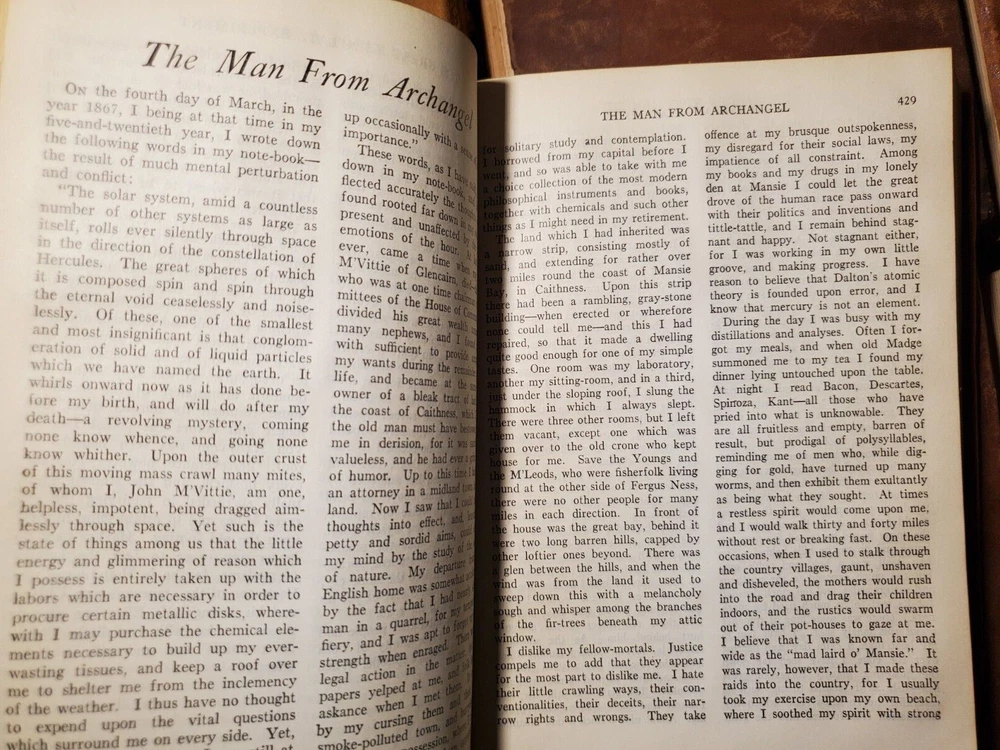 The Man From Archangel
ON the fourth day of March, in the
year 1867, I being at that time in my
five-and-twentieth year, I wrote down
the following words in my note-book—
the result of much mental perturbation
and conflict:
"The solar system, amid a countless
number of other systems as large as
itself, rolls ever silently through space
in the direction of the constellation of
Hercules. The great spheres of which
it is composed spin and spin through
the eternal void ceaselessly and noise-
lessly. Of these, one of the smallest
and most insignificant is that conglom-
eration of solid and of liquid particles
which we have named the earth. It
whirls onward now as it has done be-
fore my birth, and will do after my
death—a revolving mystery, coming
none know whence, and going none
know whither. Upon the outer crust
of this moving mass crawl many mites,
of whom I, John M'Vittie, am one,
helpless, impotent, being dragged aim-
lessly through space. Yet such is the
state of things among us that the little
energy and glimmering of reason which
I possess is entirely taken up with the
labors which are necessary in order to
procure certain metallic disks, where-
with I may purchase the chemical ele-
ments necessary to build up my ever-
wasting tissues, and keep a roof over
me to shelter me from the inclemency
of the weather. I thus have no thought
to expend upon the vital questions
which surround me on every side. Yet,
up occasionally with a
importance."
These words, as I have
down in my note-book,
flected accurately the
found rooted far down in
present and unaffected by
emotions of the hour.
ever, came a time when
M'Vittie of Glencairn,
who was at one time
mittees of the House of
divided his great wealth
many nephews, and I
with sufficient to provide
my wants during the
life, and became at the
owner of a bleak tract of
the coast of Caithness,
the old man must have
me in derision, for it was
valueless, and he had ever a
of humor. Up to this time I
an attorney in a midland
land. Now I saw that I could
thoughts into effect, and,
petty and sordid aims, could
my mind by the study of the
of nature. My departure
English home was somewhat
by the fact that I had
man in a quarrel, for my
fiery, and I was apt to
strength when enraged.
legal action in the matter,
papers yelped at me, and
askance when I met them.
by my cursing them and
smoke-polluted town, and
THE MAN FROM ARCHANGEL 429
for solitary study and contemplation.
I borrowed from my capital before I
went, and so was able to take with me
a choice collection of the most modern
philosophical instruments and books,
together with chemicals and such other
things as I might need in my retirement.
The land which I had inherited was
a narrow strip, consisting mostly of
sand, and extending for rather over
two miles round the coast of Mansie
Bay, in Caithness. Upon this strip
there had been a rambling, gray-stone
building—when erected or wherefore
none could tell me—and this I had
repaired, so that it made a dwelling
quite good enough for one of my simple
tastes. One room was my laboratory,
another my sitting-room, and in a third,
just under the sloping roof, I slung the
hammock in which I always slept.
There were three other rooms, but I left
them vacant, except one which was
given over to the old crone who kept
house for me. Save the Youngs and
the M'Leods, who were fisherfolk living
round at the other side of Fergus Ness,
there were no other people for many
miles in each direction. In front of
the house was the great bay, behind it
were two long barren hills, capped by
other loftier ones beyond. There was
a glen between the hills, and when the
wind was from the land it used to
sweep down this with a melancholy
sough and whisper among the branches
of the fir-trees beneath my attic
window.
I dislike my fellow-mortals. Justice
compels me to add that they appear
for the most part to dislike me. I hate
their little crawling ways, their con-
ventionalities, their deceits, their nar-
row rights and wrongs. They take
offence at my brusque outspokenness,
my disregard for their social laws, my
impatience of all constraint. Among
my books and my drugs in my lonely
den at Mansie I could let the great
drove of the human race pass onward
with their politics and inventions and
tittle-tattle, and I remain behind stag-
nant and happy. Not stagnant either,
for I was working in my own little
groove, and making progress. I have
reason to believe that Dalton's atomic
theory is founded upon error, and I
know that mercury is not an element.
During the day I was busy with my
distillations and analyses. Often I for-
got my meals, and when old Madge
summoned me to my tea I found my
dinner lying untouched upon the table.
At night I read Bacon, Descartes,
Spinoza, Kant—all those who have
pried into what is unknowable. They
are all fruitless and empty, barren of
result, but prodigal of polysyllables,
reminding me of men who, while dig-
ging for gold, have turned up many
worms, and then exhibit them exultantly
as being what they sought. At times
a restless spirit would come upon me,
and I would walk thirty and forty miles
without rest or breaking fast. On these
occasions, when I used to stalk through
the country villages, gaunt, unshaven
and disheveled, the mothers would rush
into the road and drag their children
indoors, and the rustics would swarm
out of their pot-houses to gaze at me.
I believe that I was known far and
wide as the "mad laird o' Mansie." It
was rarely, however, that I made these
raids into the country, for I usually
took my exercise upon my own beach,
where I soothed my spirit with strong